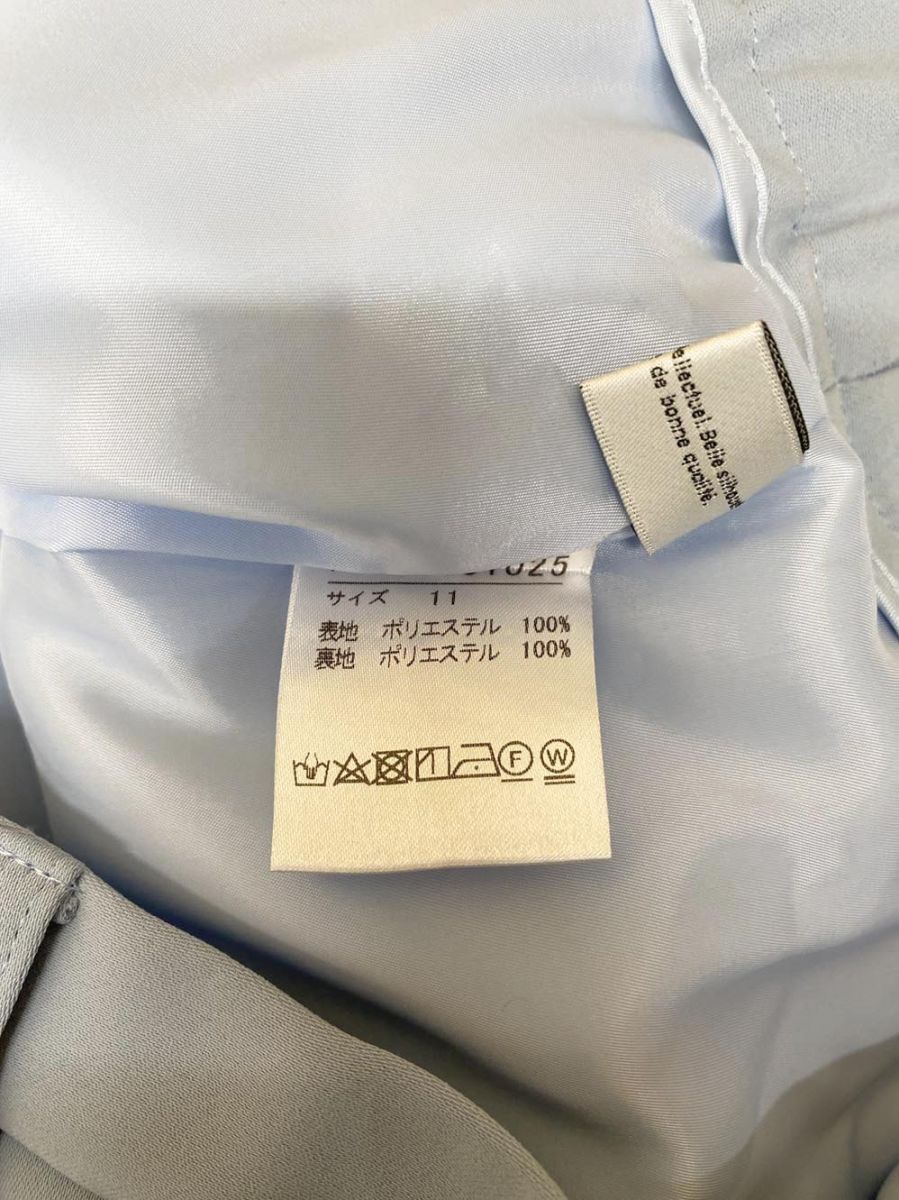 de bonne qualité.
サイズ 11
表地 ポリエステル 100%
裏地 ポリエステル 100%
F W